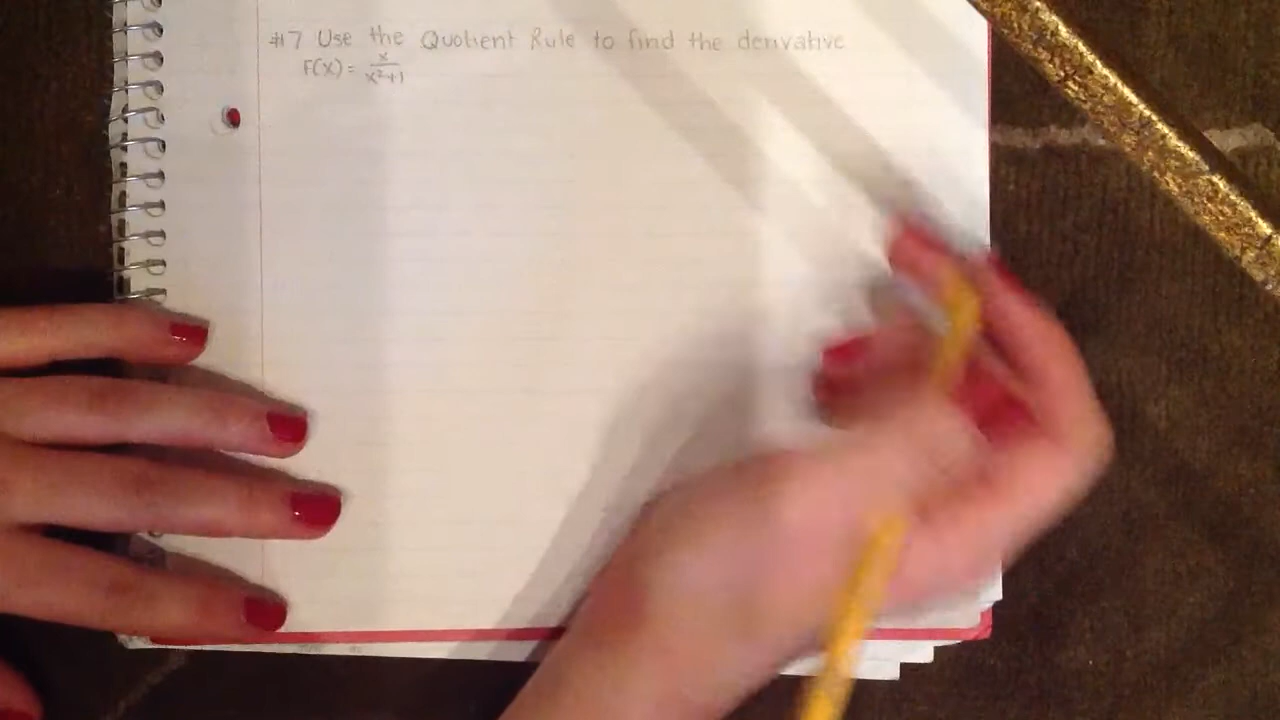 #7 Use the Quotient Rule to find the derivative
F(x) = x/x²+1